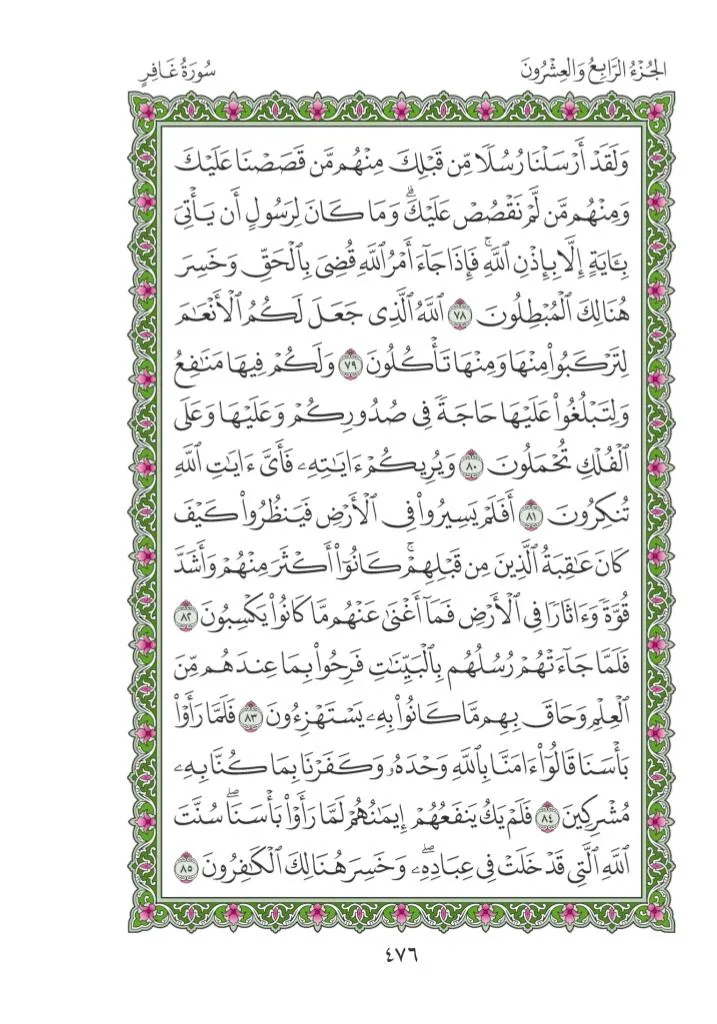 الجُزْءُ الرَّابِعُ وَالعِشْرُونَ
سُورَةُ غَافِرٍ
وَلَقَدْ أَرْسَلْنَا رُسُلًا مِّن قَبْلِكَ مِنْهُم مَّن قَصَصْنَا عَلَيْكَ
وَمِنْهُم مَّن لَّمْ نَقْصُصْ عَلَيْكَۗ وَمَا كَانَ لِرَسُولٍ أَن يَأْتِيَ
بِـَٔايَةٍ إِلَّا بِإِذْنِ ٱللَّهِۚ فَإِذَا جَآءَ أَمْرُ ٱللَّهِ قُضِيَ بِٱلْحَقِّ وَخَسِرَ
هُنَالِكَ ٱلْمُبْطِلُونَ ٧٨ ٱللَّهُ ٱلَّذِي جَعَلَ لَكُمُ ٱلْأَنْعَٰمَ
لِتَرْكَبُوا۟ مِنْهَا وَمِنْهَا تَأْكُلُونَ ٧٩ وَلَكُمْ فِيهَا مَنَٰفِعُ
وَلِتَبْلُغُوا۟ عَلَيْهَا حَاجَةً فِي صُدُورِكُمْ وَعَلَيْهَا وَعَلَى
ٱلْفُلْكِ تُحْمَلُونَ ٨٠ وَيُرِيكُمْ ءَايَٰتِهِۦ فَأَيَّ ءَايَٰتِ ٱللَّهِ
تُنكِرُونَ ٨١ أَفَلَمْ يَسِيرُوا۟ فِي ٱلْأَرْضِ فَيَنظُرُوا۟ كَيْفَ
كَانَ عَٰقِبَةُ ٱلَّذِينَ مِن قَبْلِهِمْۚ كَانُوٓا۟ أَكْثَرَ مِنْهُمْ وَأَشَدَّ
قُوَّةً وَءَاثَارًا فِي ٱلْأَرْضِ فَمَآ أَغْنَىٰ عَنْهُم مَّا كَانُوا۟ يَكْسِبُونَ ٨٢
فَلَمَّا جَآءَتْهُمْ رُسُلُهُم بِٱلْبَيِّنَٰتِ فَرِحُوا۟ بِمَا عِندَهُم مِّنَ
ٱلْعِلْمِ وَحَاقَ بِهِم مَّا كَانُوا۟ بِهِۦ يَسْتَهْزِءُونَ ٨٣ فَلَمَّا رَأَوْا۟
بَأْسَنَا قَالُوٓا۟ ءَامَنَّا بِٱللَّهِ وَحْدَهُۥ وَكَفَرْنَا بِمَا كُنَّا بِهِۦ
مُشْرِكِينَ ٨٤ فَلَمْ يَكُ يَنفَعُهُمْ إِيمَٰنُهُمْ لَمَّا رَأَوْا۟ بَأْسَنَاۖ سُنَّتَ
ٱللَّهِ ٱلَّتِي قَدْ خَلَتْ فِي عِبَادِهِۦۖ وَخَسِرَ هُنَالِكَ ٱلْكَٰفِرُونَ ٨٥
٤٧٦